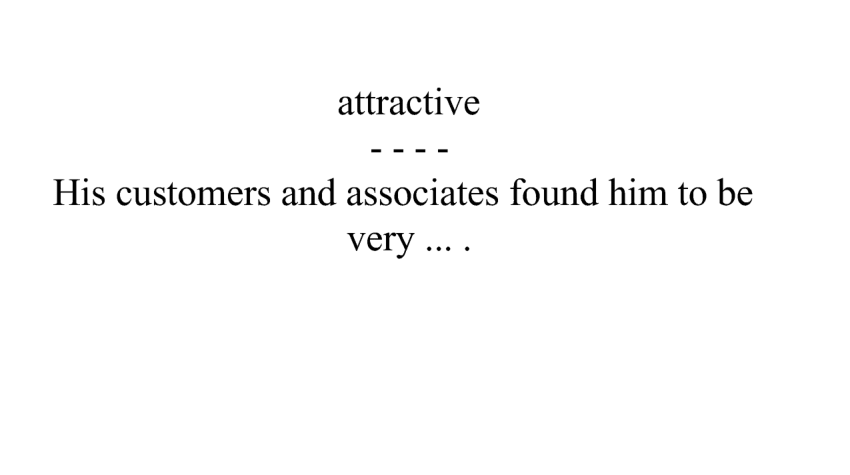 attractive
- - - -
His customers and associates found him to be
very ... .